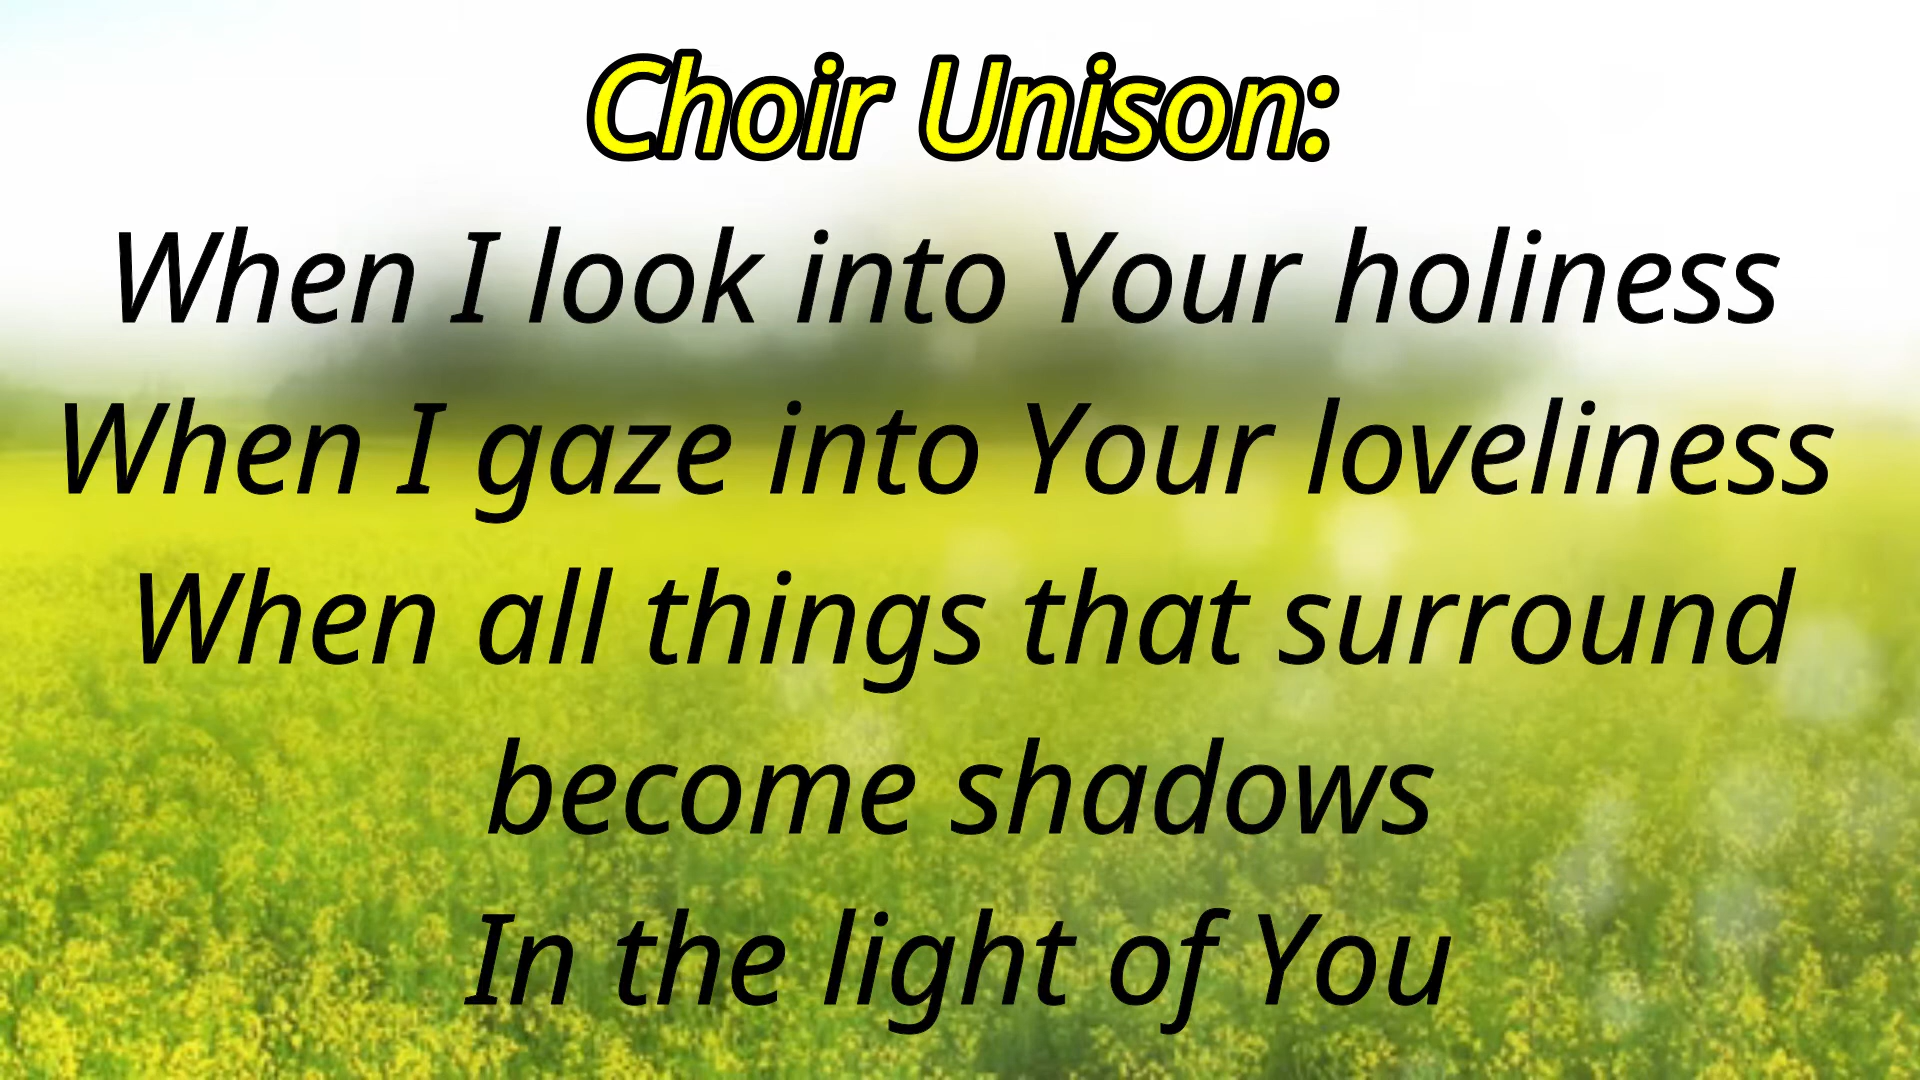 Choir Unison:
When I look into Your holiness
When I gaze into Your loveliness
When all things that surround
become shadows
In the light of You